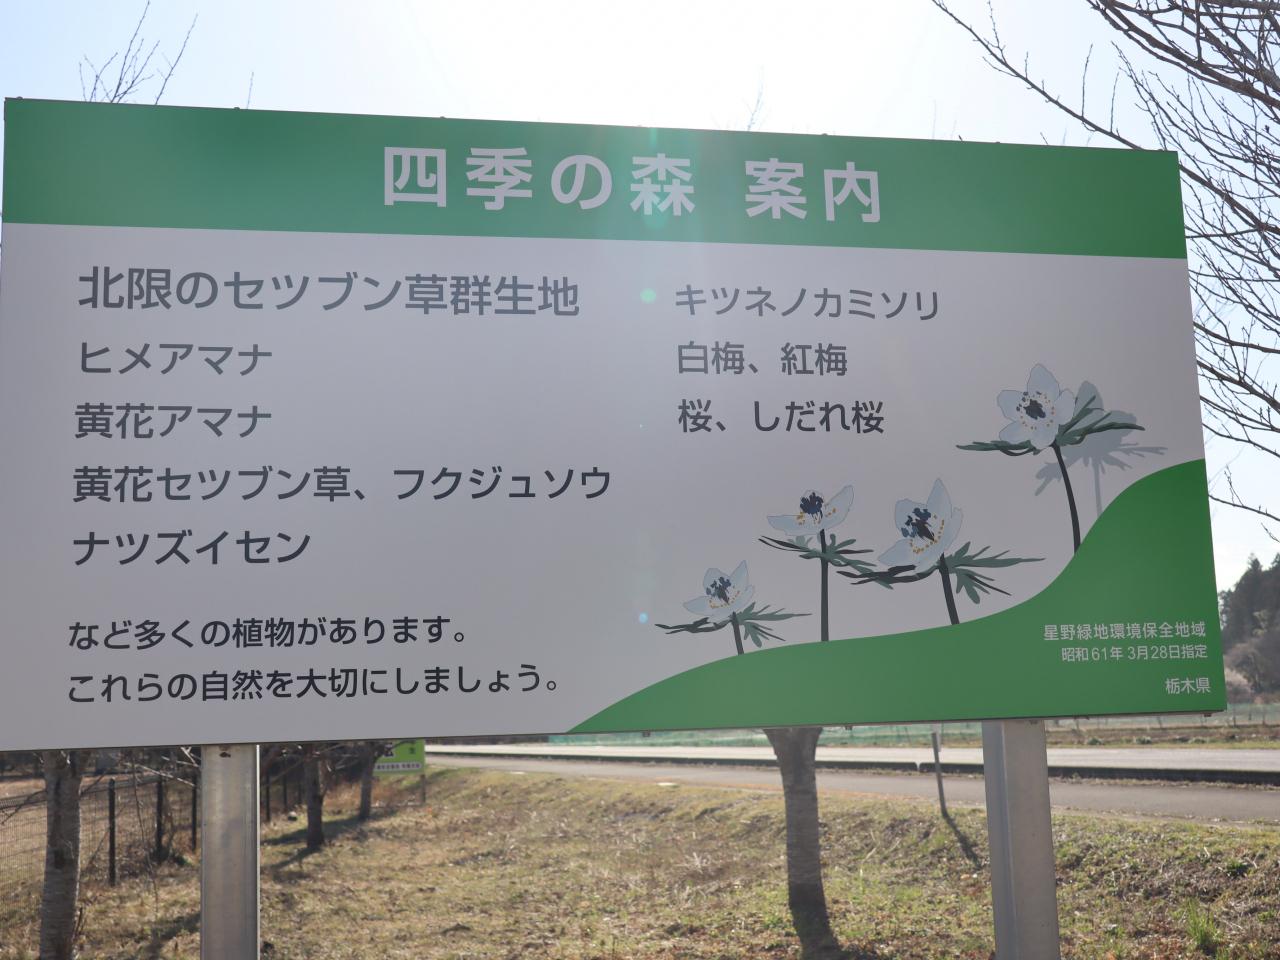 四季の森 案内
北限のセツブン草群生地
ヒメアマナ
黄花アマナ
黄花セツブン草、フクジュソウ
ナツズイセン
キツネノカミソリ
白梅、紅梅
桜、しだれ桜
など多くの植物があります。
これらの自然を大切にしましょう。
星野緑地環境保全地域
昭和61年 3月28日指定
栃木県